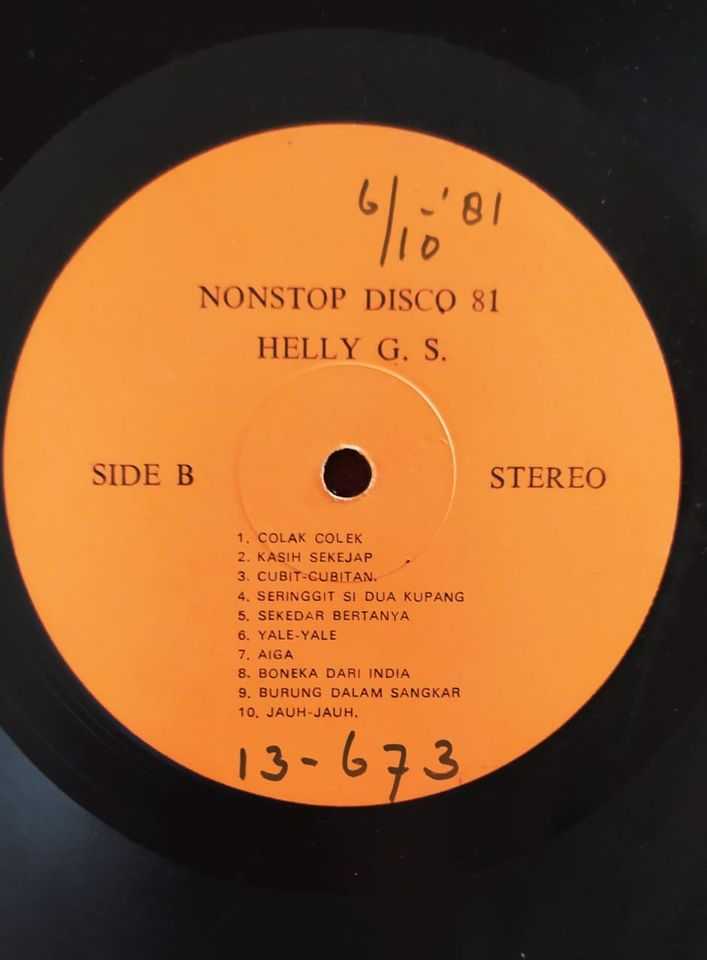 6/10-'81
NONSTOP DISCO 81
HELLY G. S.
SIDE B
STEREO
1. COLAK COLEK
2. KASIH SEKEJAP
3. CUBIT-CUBITAN.
4. SERINGGIT SI DUA KUPANG
5. SEKEDAR BERTANYA
6. YALE-YALE
7. AIGA
8. BONEKA DARI INDIA
9. BURUNG DALAM SANGKAR
10. JAUH-JAUH.
13-673